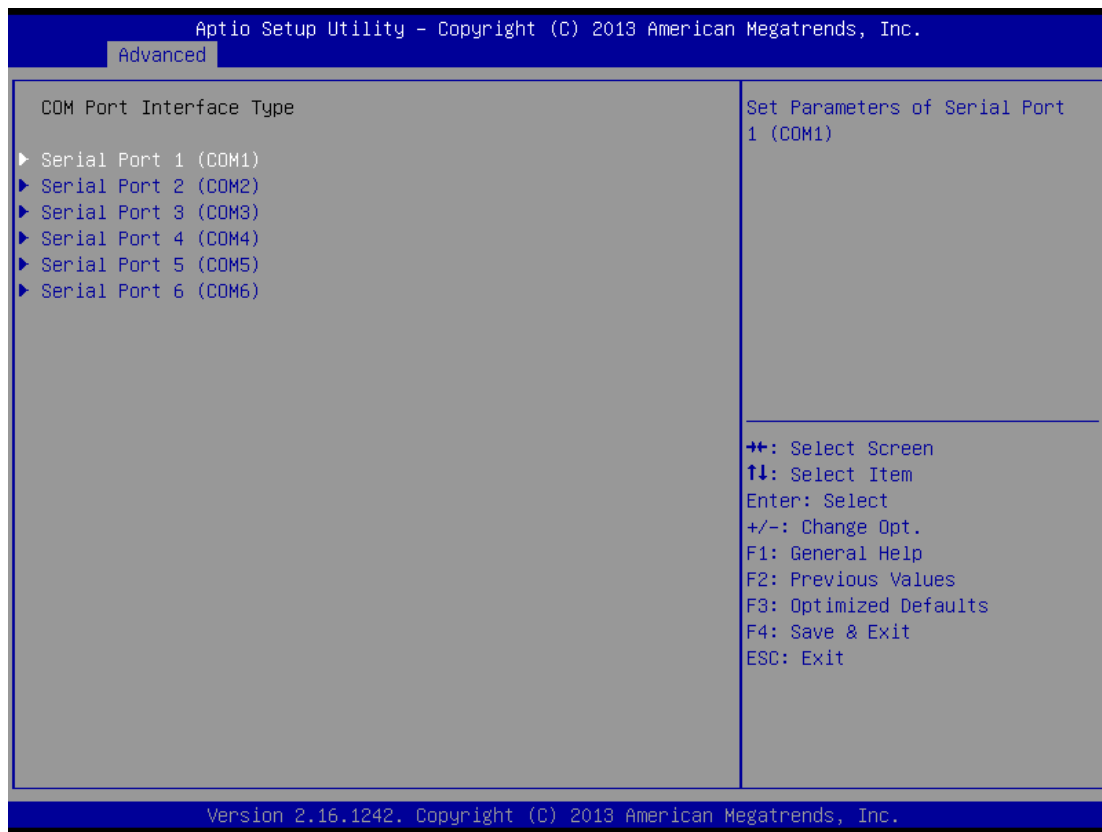 Aptio Setup Utility – Copyright (C) 2013 American Megatrends, Inc.
Advanced
COM Port Interface Type
▶ Serial Port 1 (COM1)
▶ Serial Port 2 (COM2)
▶ Serial Port 3 (COM3)
▶ Serial Port 4 (COM4)
▶ Serial Port 5 (COM5)
▶ Serial Port 6 (COM6)
Set Parameters of Serial Port
1 (COM1)
→←: Select Screen
↑↓: Select Item
Enter: Select
+/-: Change Opt.
F1: General Help
F2: Previous Values
F3: Optimized Defaults
F4: Save & Exit
ESC: Exit
Version 2.16.1242. Copyright (C) 2013 American Megatrends, Inc.